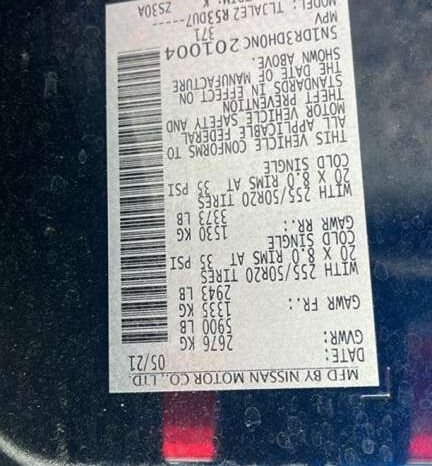 MFD BY NISSAN MOTOR CO., LTD.
DATE: 05/21
GVWR: 2676 KG
5900 LB
GAWR FR.: 1335 KG
2943 LB
WITH 255/50R20 TIRES
20 X 8.0 RIMS AT 35 PSI
COLD SINGLE
GAWR RR.: 1530 KG
3373 LB
WITH 255/50R20 TIRES
20 X 8.0 RIMS AT 35 PSI
COLD SINGLE
THIS VEHICLE CONFORMS TO
ALL APPLICABLE FEDERAL
MOTOR VEHICLE SAFETY AND
THEFT PREVENTION
STANDARDS IN EFFECT ON
THE DATE OF MANUFACTURE
SHOWN ABOVE.
5N1DR3DH0NC201004
371
MPV
MODEL: TLJALEZ R53DU7-----
K ZS30A